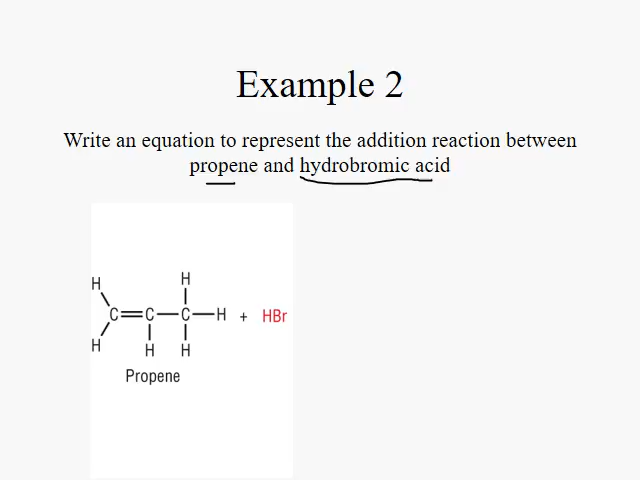 Example 2
Write an equation to represent the addition reaction between
propene and hydrobromic acid
H H
C=C—C—H + HBr
H H H
Propene